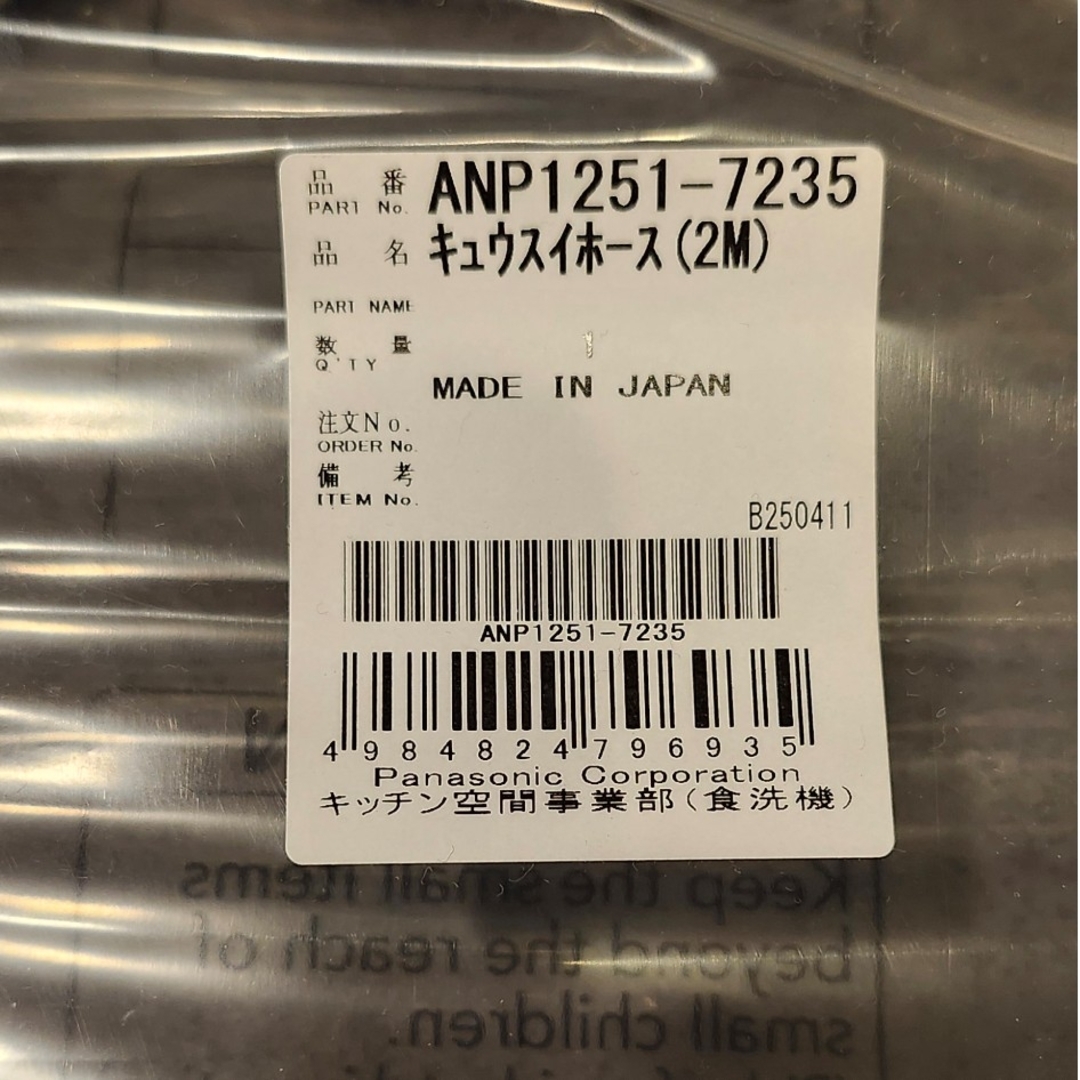 品番 ANP1251-7235
PART No.
品名 ｷｭｳｽｲﾎｰｽ(2M)
PART NAME
数量 1
Q'TY
MADE IN JAPAN
注文No.
ORDER No.
備考
ITEM No.
B250411
ANP1251-7235
4984824796935
Panasonic Corporation
キッチン空間事業部(食洗機)
Keep the small items
beyond the reach of
small children.